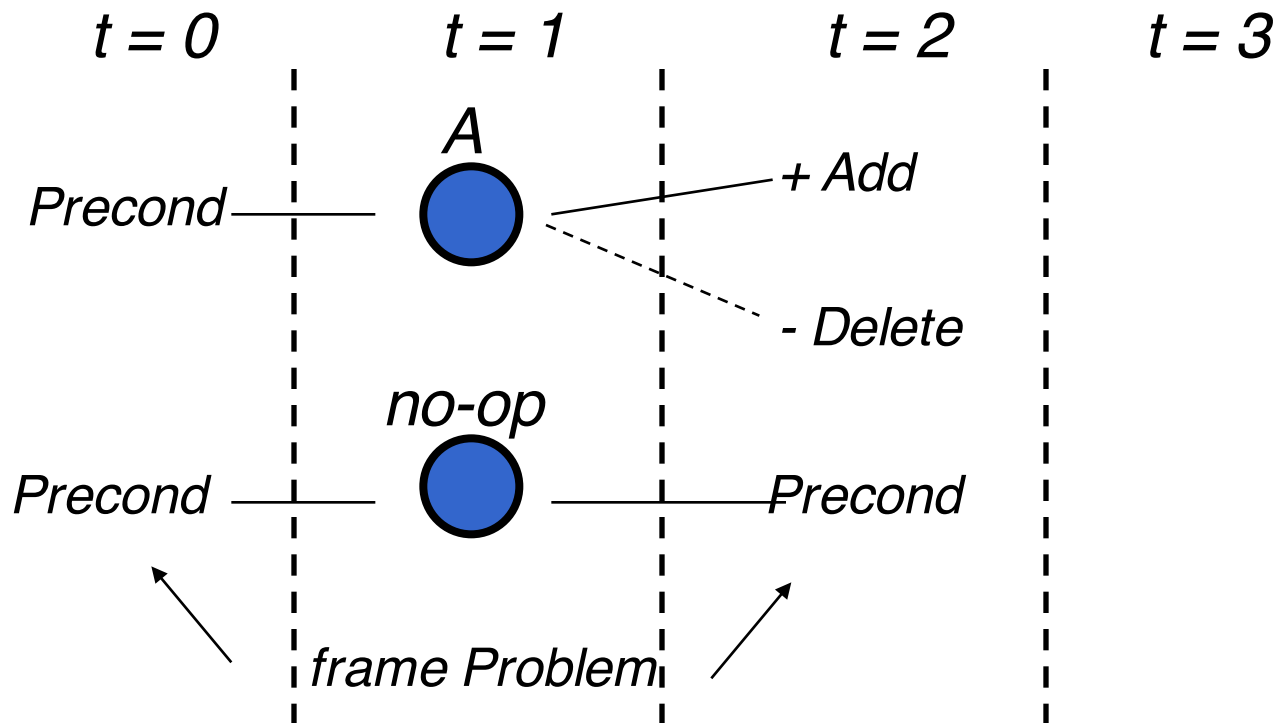 t = 0 t = 1 t = 2 t = 3
A
Precond + Add
- Delete
no-op
Precond Precond
frame Problem